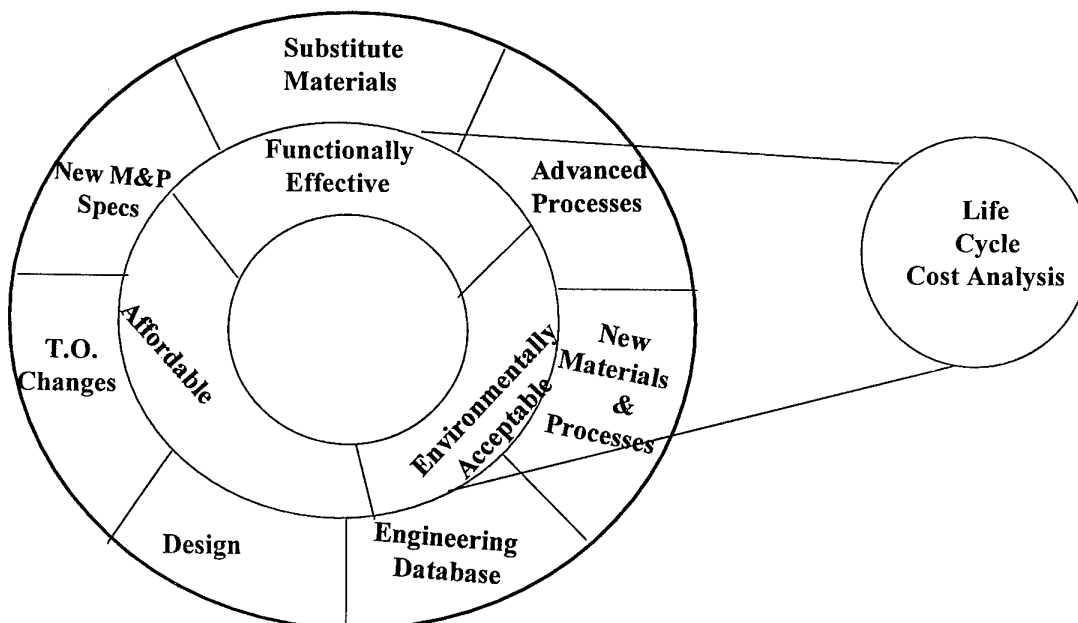 Substitute
Materials
Functionally
Effective
New M&P
Specs
Advanced
Processes
Life
Cycle
Cost Analysis
Affordable
T.O.
Changes
Environmentally
Acceptable
New
Materials
&
Processes
Design
Engineering
Database